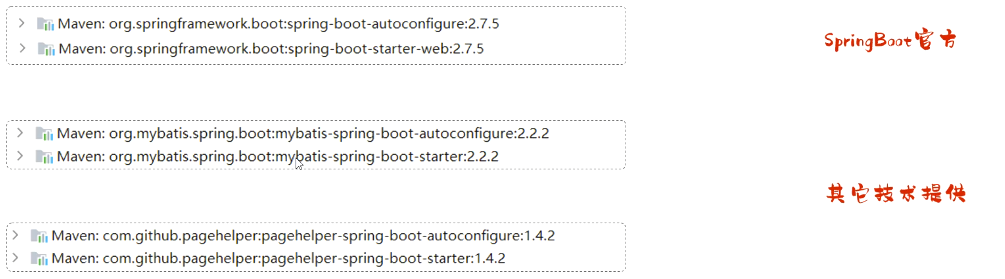 Maven: org.springframework.boot:spring-boot-autoconfigure:2.7.5
Maven: org.springframework.boot:spring-boot-starter-web:2.7.5
SpringBoot官方
Maven: org.mybatis.spring.boot:mybatis-spring-boot-autoconfigure:2.2.2
Maven: org.mybatis.spring.boot:mybatis-spring-boot-starter:2.2.2
其它技术提供
Maven: com.github.pagehelper:pagehelper-spring-boot-autoconfigure:1.4.2
Maven: com.github.pagehelper:pagehelper-spring-boot-starter:1.4.2